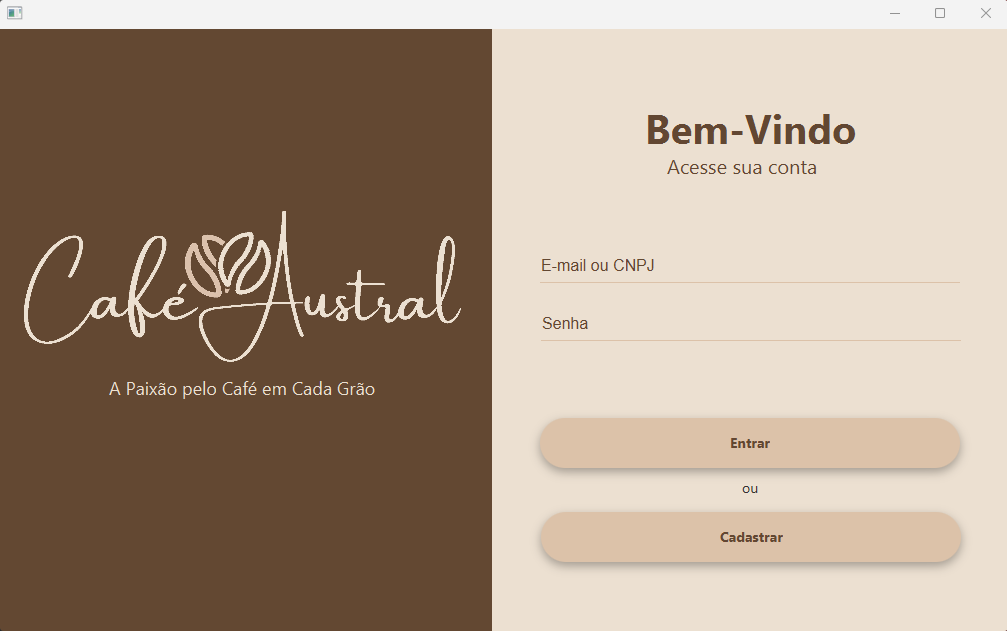 Café Austral
A Paixão pelo Café em Cada Grão
Bem-Vindo
Acesse sua conta
E-mail ou CNPJ
Senha
Entrar
ou
Cadastrar